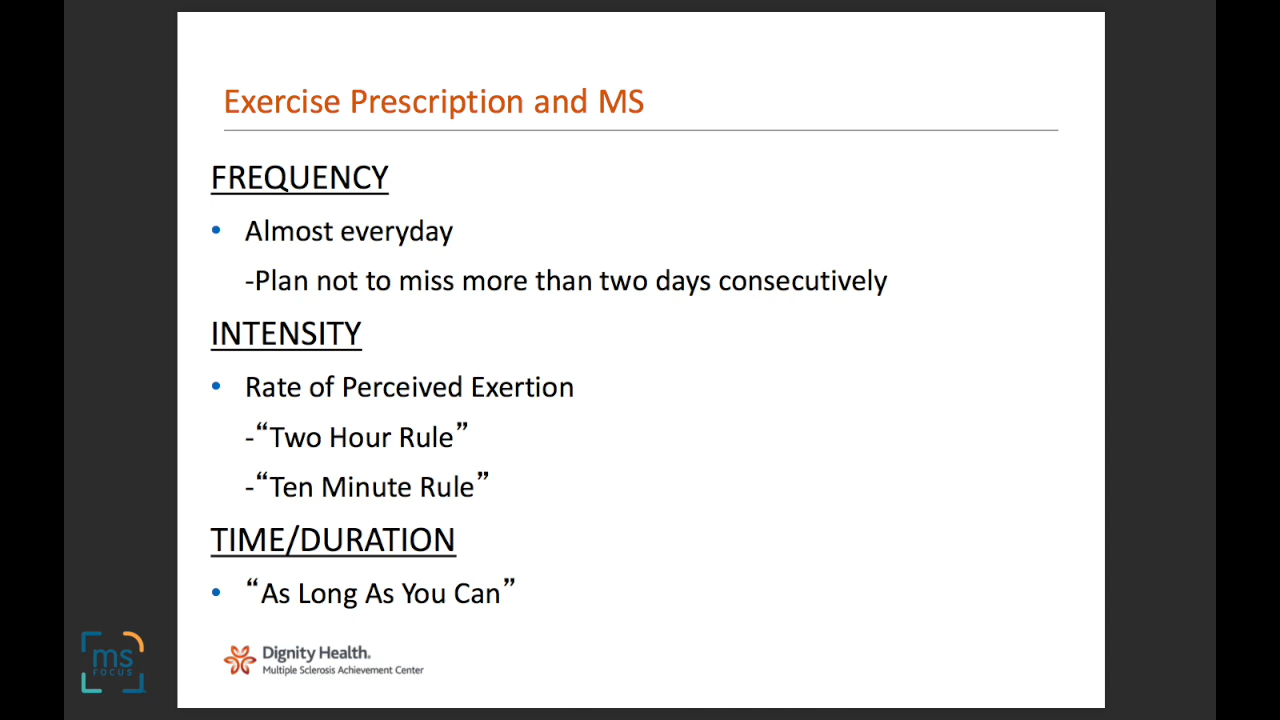 Exercise Prescription and MS
FREQUENCY
• Almost everyday
-Plan not to miss more than two days consecutively
INTENSITY
• Rate of Perceived Exertion
-“Two Hour Rule”
-“Ten Minute Rule”
TIME/DURATION
• “As Long As You Can”
Dignity Health.
Multiple Sclerosis Achievement Center
ms
FOCUS